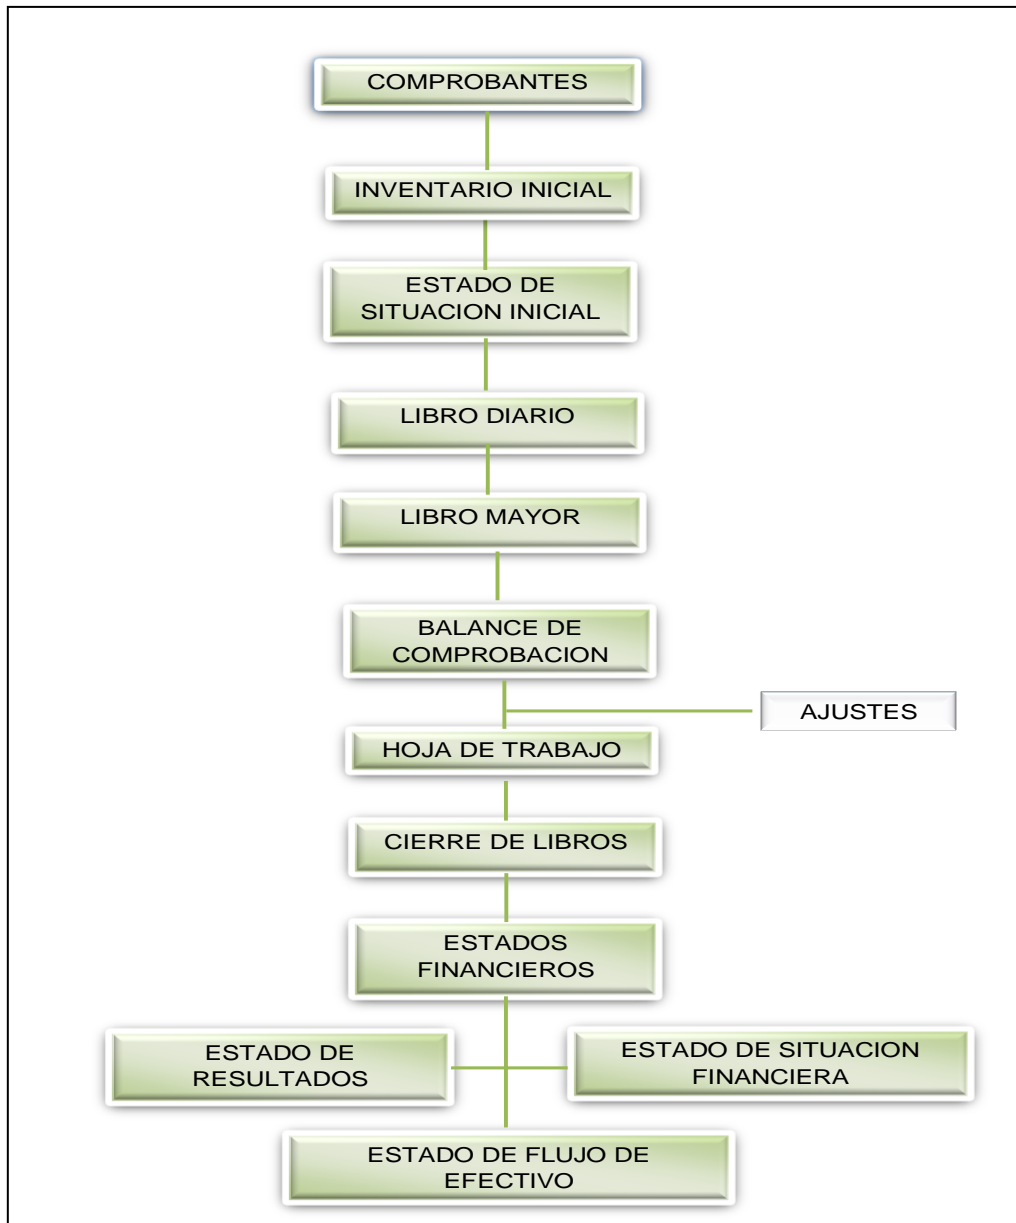 COMPROBANTES
INVENTARIO INICIAL
ESTADO DE
SITUACION INICIAL
LIBRO DIARIO
LIBRO MAYOR
BALANCE DE
COMPROBACION
AJUSTES
HOJA DE TRABAJO
CIERRE DE LIBROS
ESTADOS
FINANCIEROS
ESTADO DE
RESULTADOS
ESTADO DE SITUACION
FINANCIERA
ESTADO DE FLUJO DE
EFECTIVO